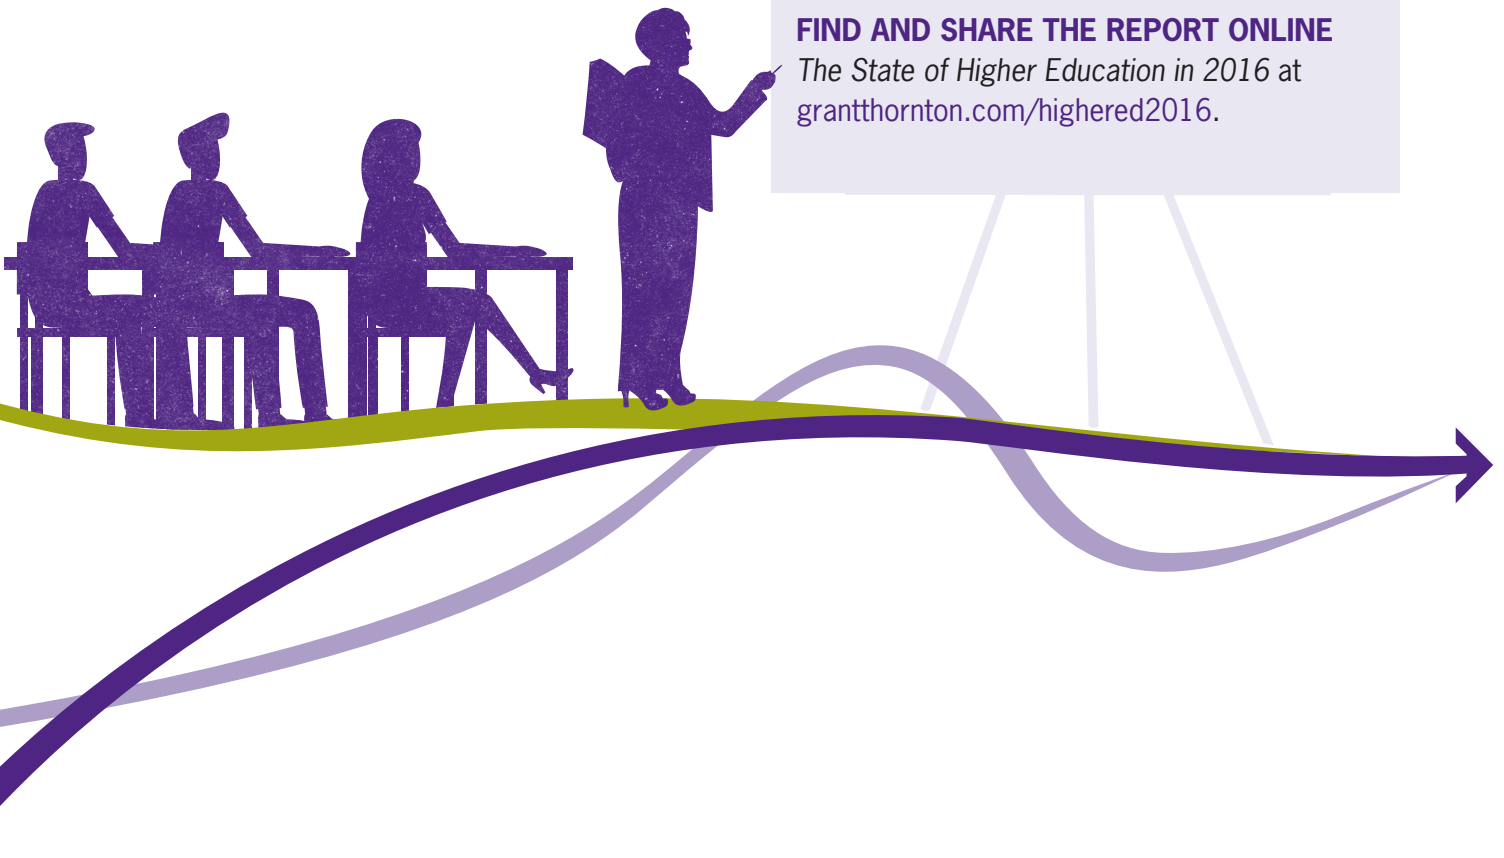 FIND AND SHARE THE REPORT ONLINE
The State of Higher Education in 2016 at
grantthornton.com/highered2016.